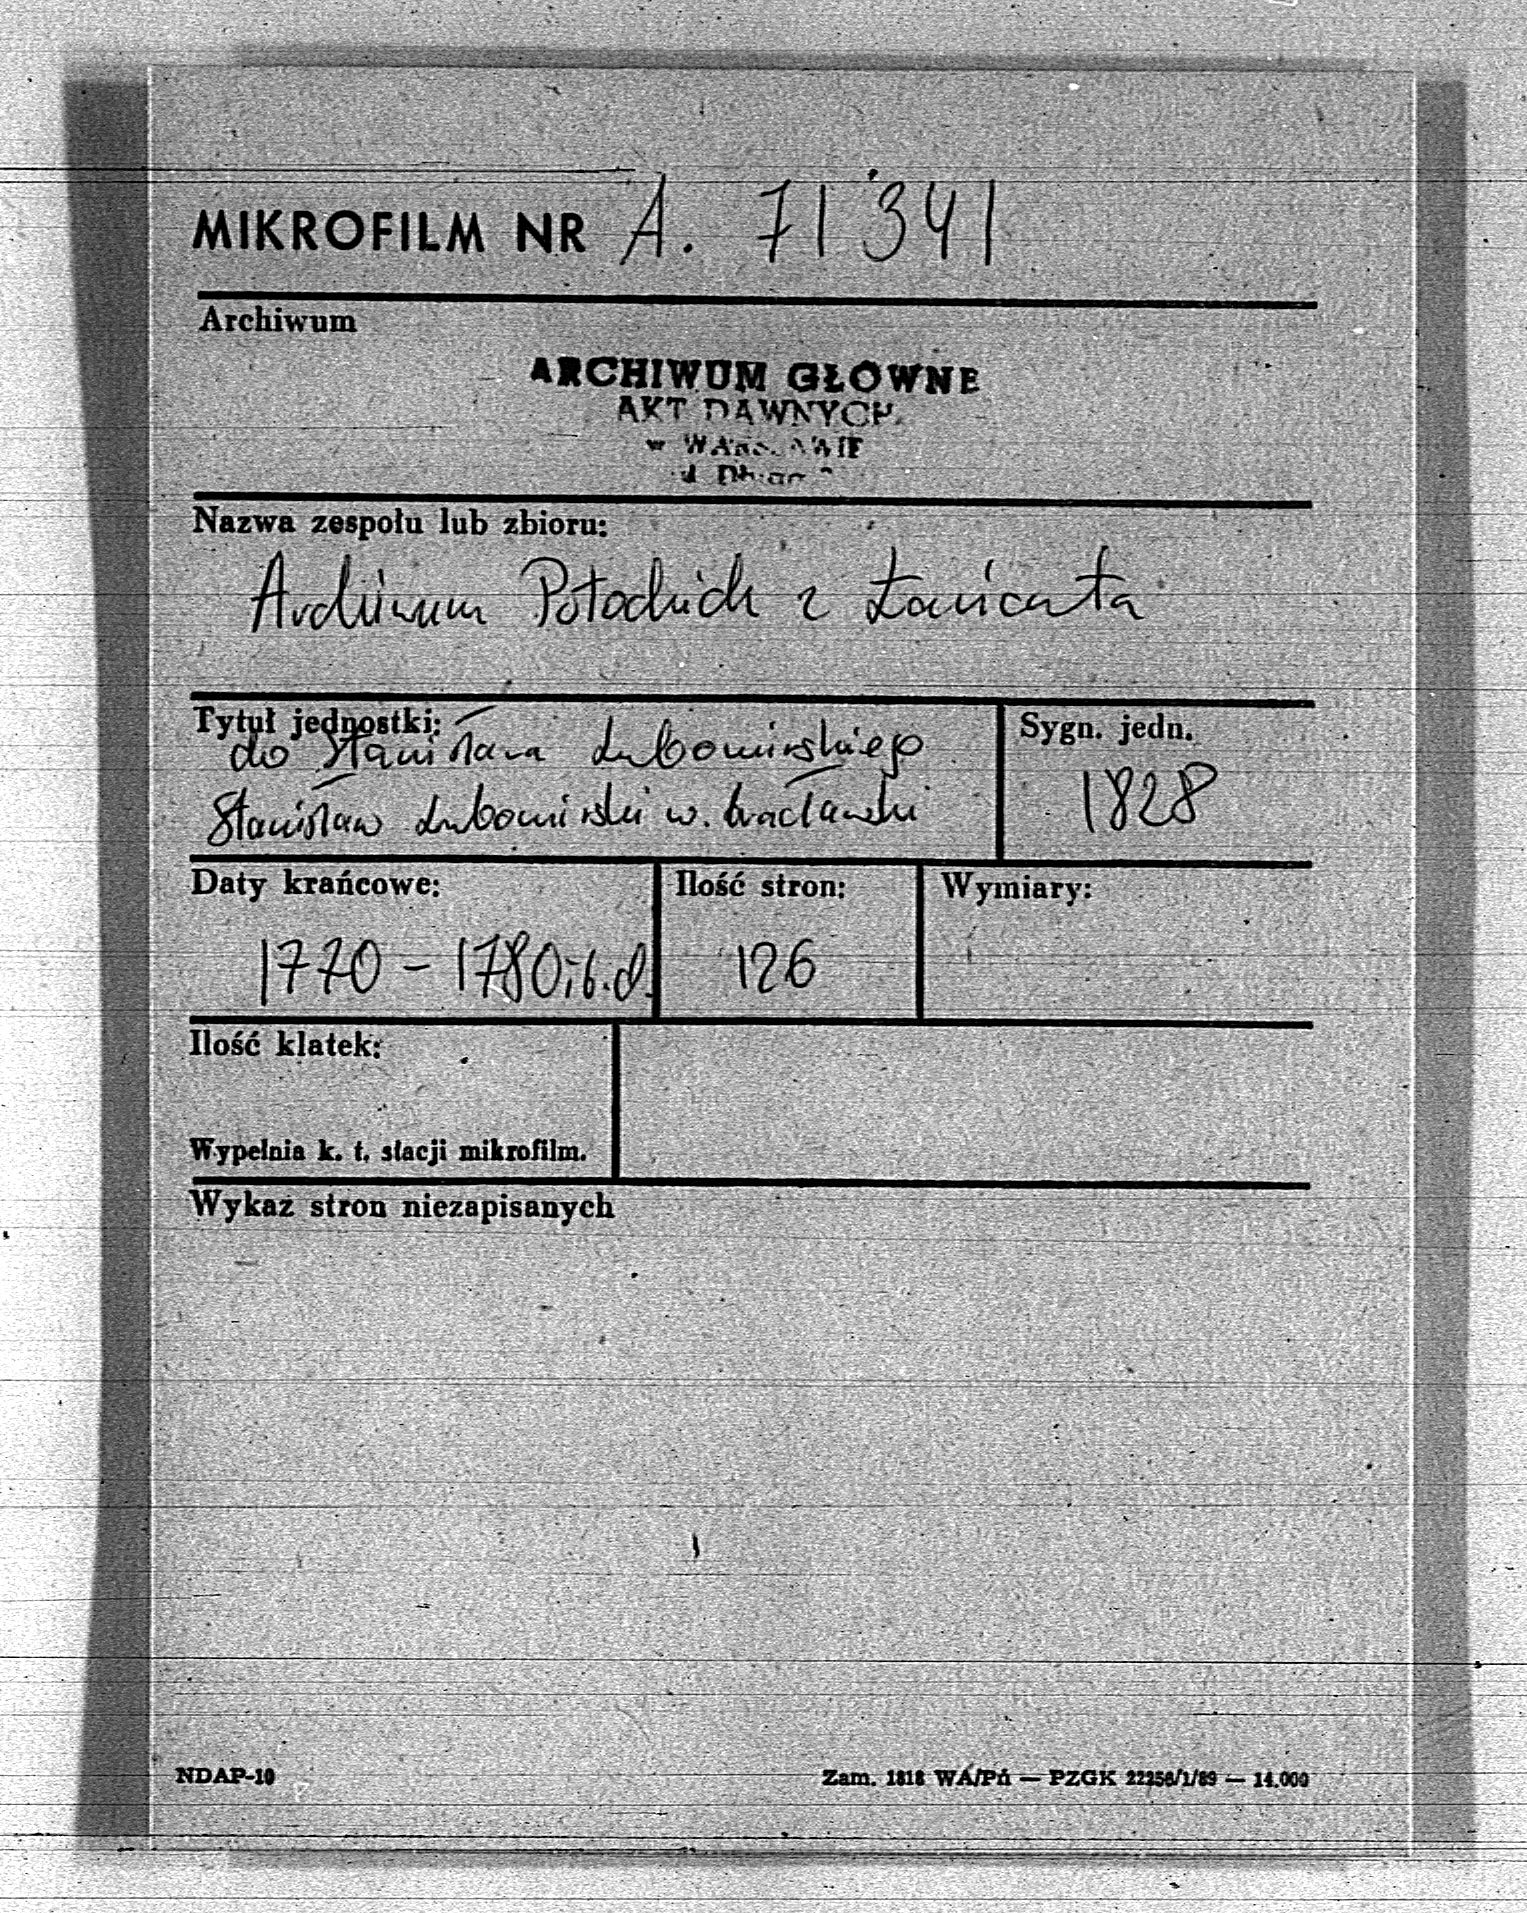 MIKROFILM NR A. 71341
Archiwum
ARCHIWUM GŁÓWNE
AKT DAWNYCH
w
Nazwa zespołu lub zbioru:
Archiwum Potockich z Łańcuta
Tytuł jednostki:
do Stanisława Lubomirskiego
Sygn. jedn.
Stanisław Lubomirski w. bracławski
1828
Daty krańcowe: Ilość stron: Wymiary:
1770 - 1780; b.d. 126
Ilość klatek:
Wypełnia k. t. stacji mikrofilm.
Wykaz stron niezapisanych
NDAP-10 Zam. 1818 WA/Pń — PZGK 22256/1/89 — 14.000